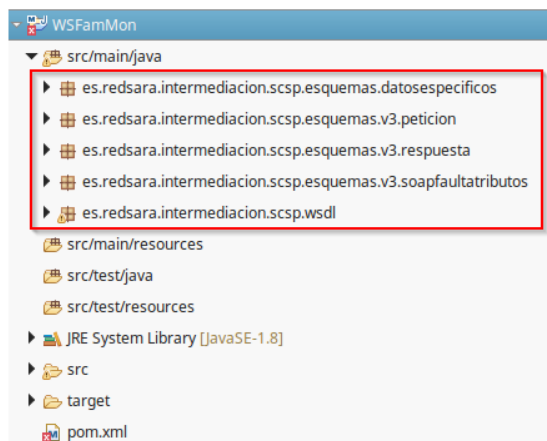 WSFamMon
src/main/java
es.redsara.intermediacion.scsp.esquemas.datosespecificos
es.redsara.intermediacion.scsp.esquemas.v3.peticion
es.redsara.intermediacion.scsp.esquemas.v3.respuesta
es.redsara.intermediacion.scsp.esquemas.v3.soapfaultatributos
es.redsara.intermediacion.scsp.wsdl
src/main/resources
src/test/java
src/test/resources
JRE System Library [JavaSE-1.8]
src
target
pom.xml